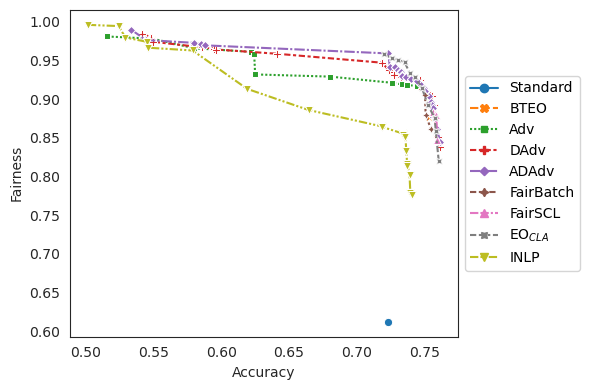 1.00
0.95
0.90
0.85
0.80
0.75
0.70
0.65
0.60
Fairness
0.50 0.55 0.60 0.65 0.70 0.75
Accuracy
Standard
BTEO
Adv
DAdv
ADAdv
FairBatch
FairSCL
EO_CLA
INLP